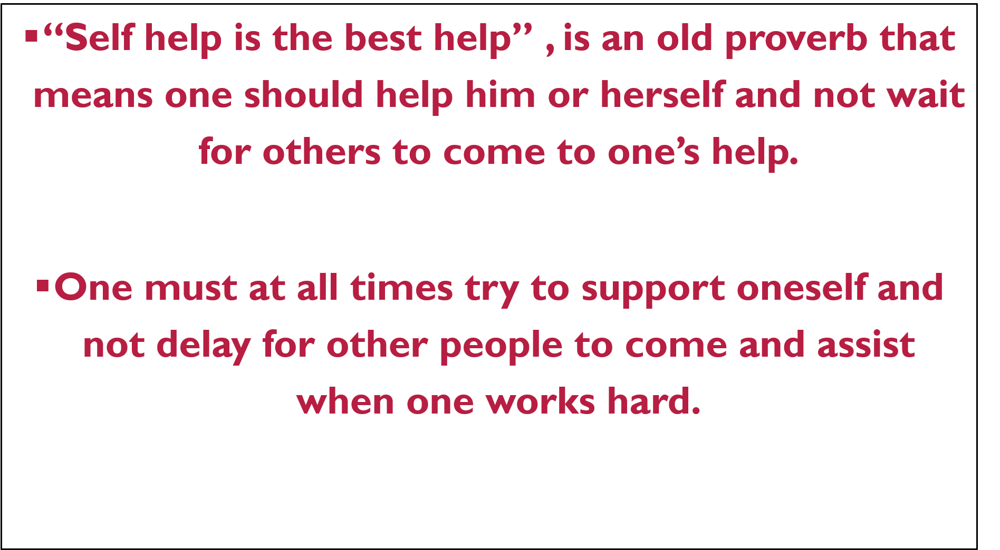 ▪“Self help is the best help” , is an old proverb that
means one should help him or herself and not wait
for others to come to one’s help.
▪One must at all times try to support oneself and
not delay for other people to come and assist
when one works hard.